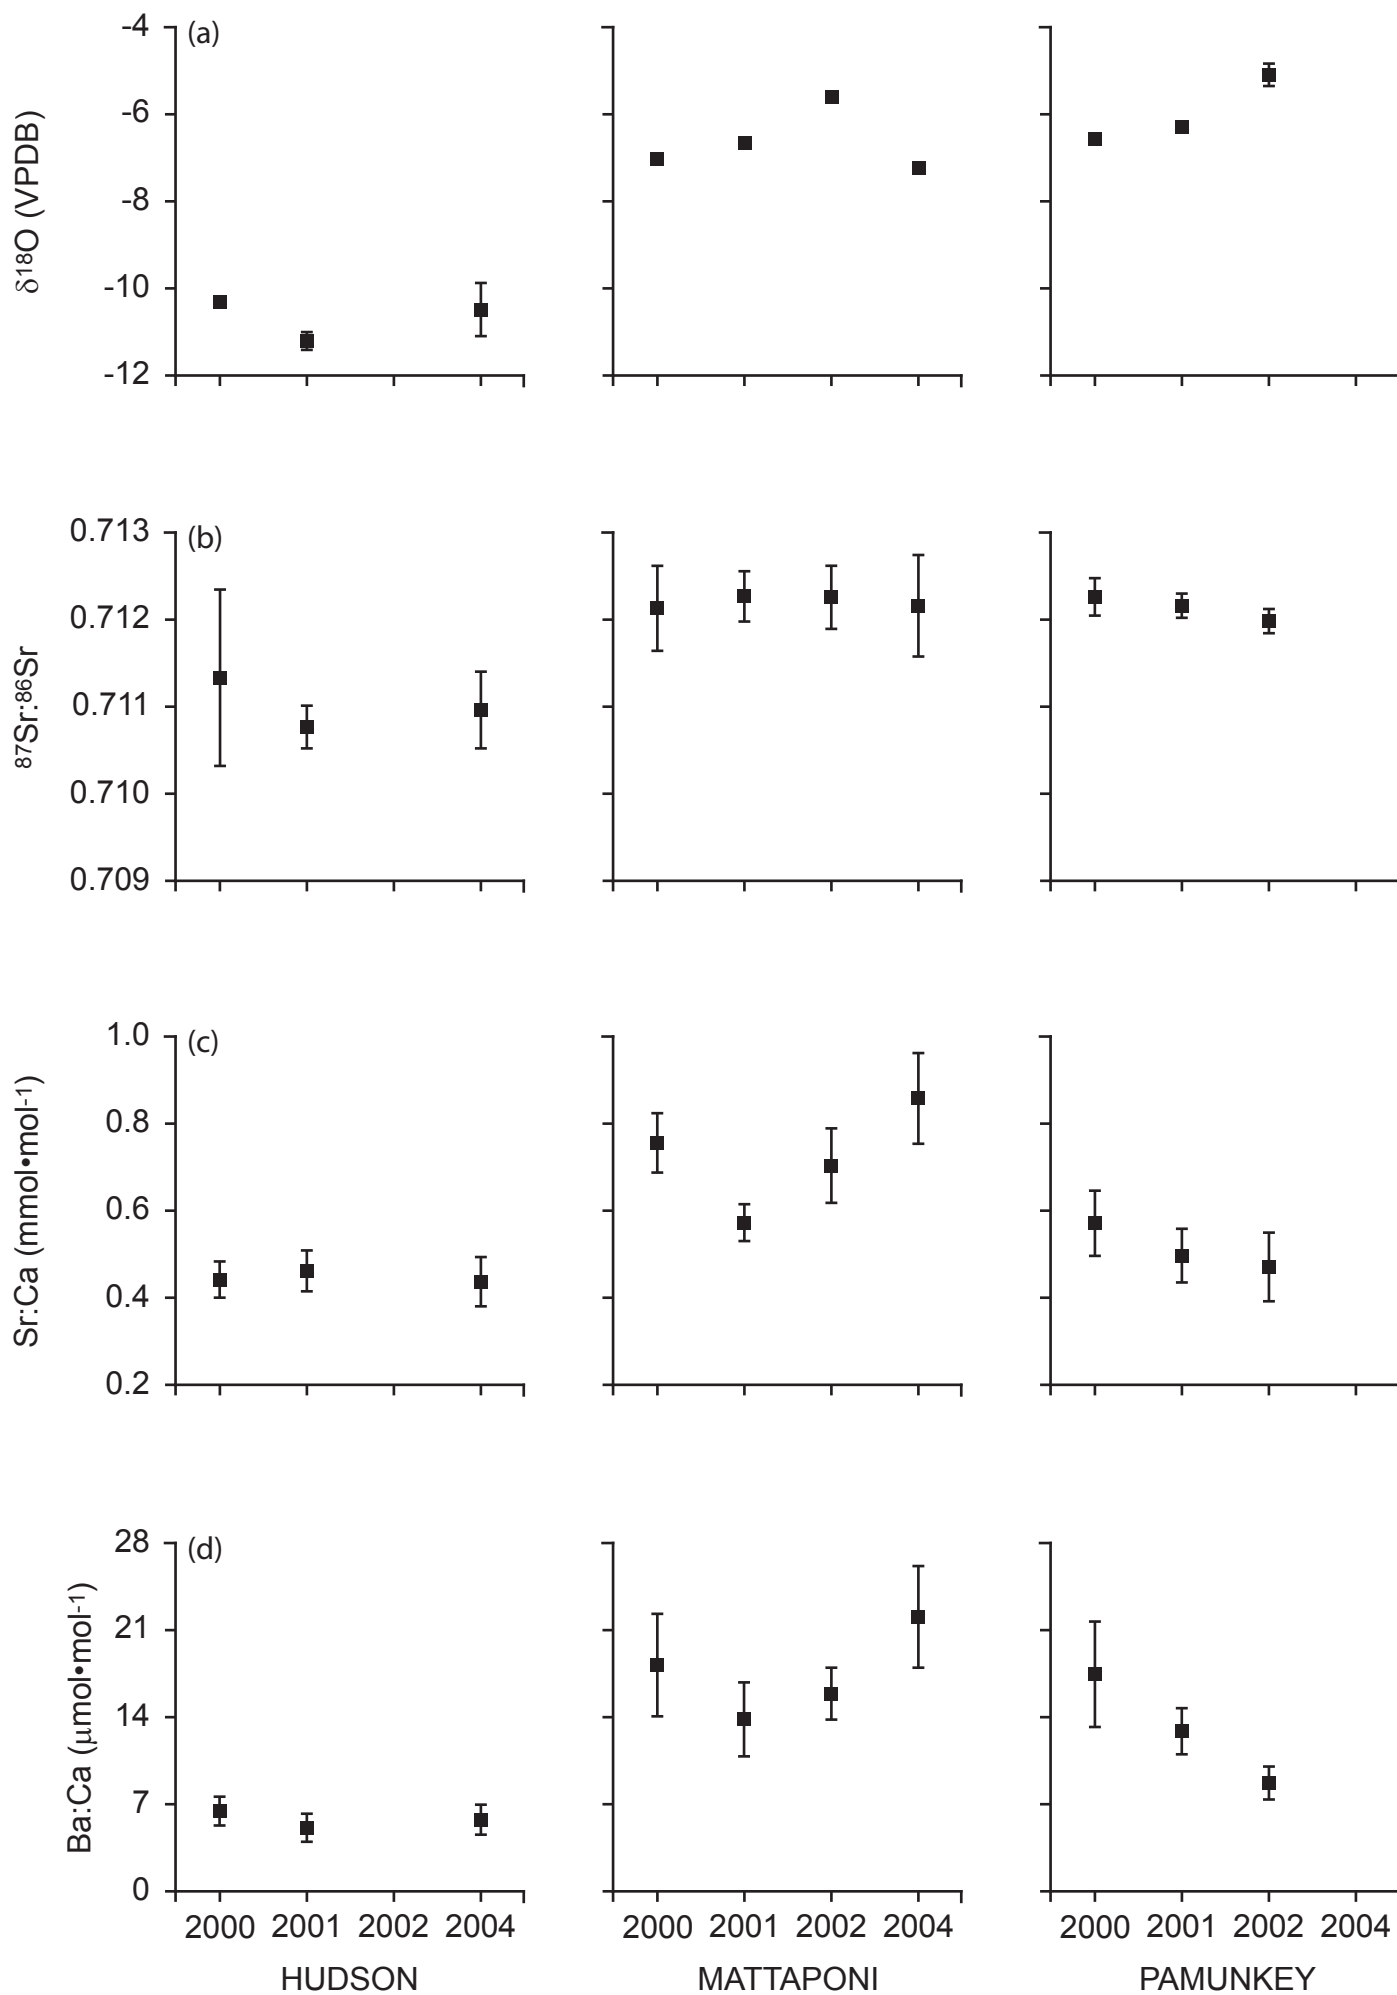 (a)
-4
-6
-8
-10
-12
δ18O (VPDB)
(b)
0.713
0.712
0.711
0.710
0.709
87Sr:86Sr
(c)
1.0
0.8
0.6
0.4
0.2
Sr:Ca (mmol•mol-1)
(d)
28
21
14
7
0
Ba:Ca (μmol•mol-1)
2000 2001 2002 2004 2000 2001 2002 2004 2000 2001 2002 2004
HUDSON MATTAPONI PAMUNKEY